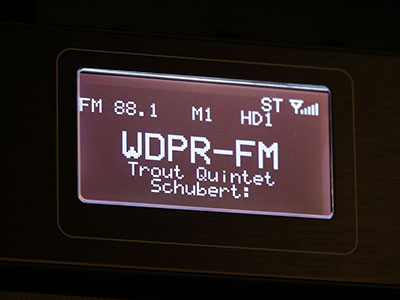 ST
FM 88.1 M1 HD1
WDPR-FM
Trout Quintet
Schubert: